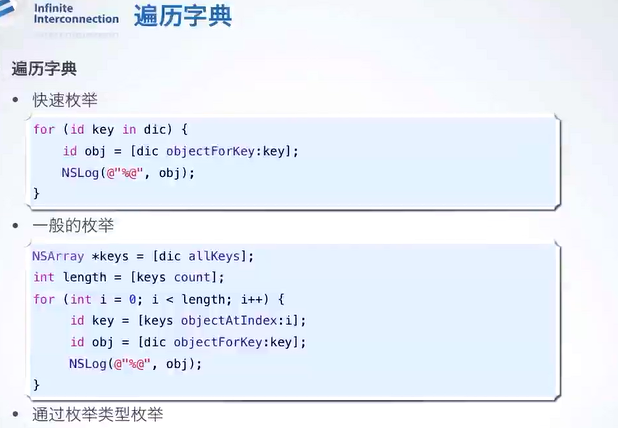 Infinite
Interconnection
遍历字典
遍历字典
• 快速枚举
for (id key in dic) {
id obj = [dic objectForKey:key];
NSLog(@"%@", obj);
}
• 一般的枚举
NSArray *keys = [dic allKeys];
int length = [keys count];
for (int i = 0; i < length; i++) {
id key = [keys objectAtIndex:i];
id obj = [dic objectForKey:key];
NSLog(@"%@", obj);
}
• 通过枚举类型枚举